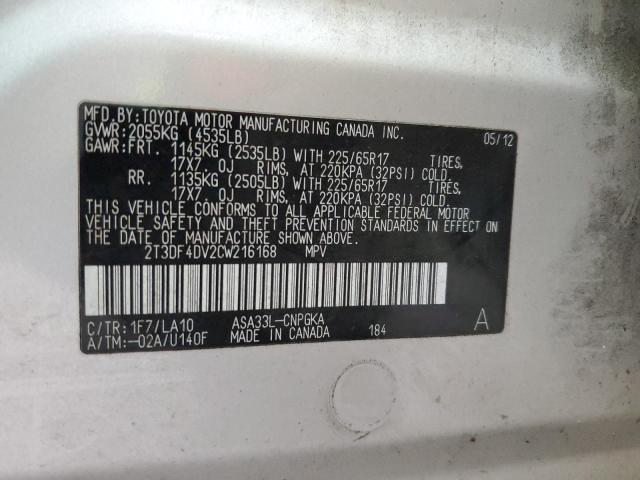 MFD.BY:TOYOTA MOTOR MANUFACTURING CANADA INC. 05/12
GVWR:2055KG (4535LB)
GAWR:FRT. 1145KG (2535LB) WITH 225/65R17 TIRES,
17X7 0J RIMS, AT 220KPA (32PSI) COLD.
RR. 1135KG (2505LB) WITH 225/65R17 TIRES,
17X7 0J RIMS, AT 220KPA (32PSI) COLD.
THIS VEHICLE CONFORMS TO ALL APPLICABLE FEDERAL MOTOR
VEHICLE SAFETY AND THEFT PREVENTION STANDARDS IN EFFECT ON
THE DATE OF MANUFACTURE SHOWN ABOVE.
2T3DF4DV2CW216168 MPV
C/TR:1F7/LA10 ASA33L-CNPGKA A
A/TM:-02A/U140F MADE IN CANADA 184